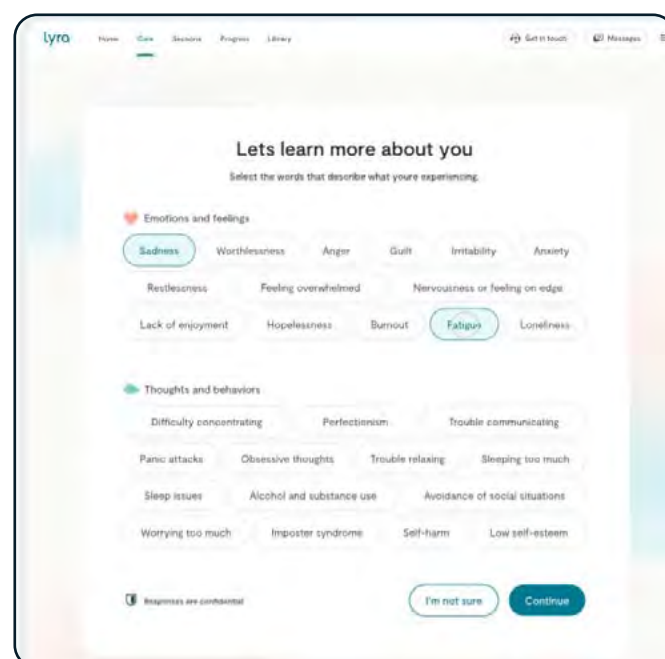 lyra Home Care Sessions Progress Library Get in touch Messages
Lets learn more about you
Select the words that describe what youre experiencing.
Emotions and feelings
Sadness Worthlessness Anger Guilt Irritability Anxiety
Restlessness Feeling overwhelmed Nervousness or feeling on edge
Lack of enjoyment Hopelessness Burnout Fatigue Loneliness
Thoughts and behaviors
Difficulty concentrating Perfectionism Trouble communicating
Panic attacks Obsessive thoughts Trouble relaxing Sleeping too much
Sleep issues Alcohol and substance use Avoidance of social situations
Worrying too much Imposter syndrome Self-harm Low self-esteem
Responses are confidential I'm not sure Continue